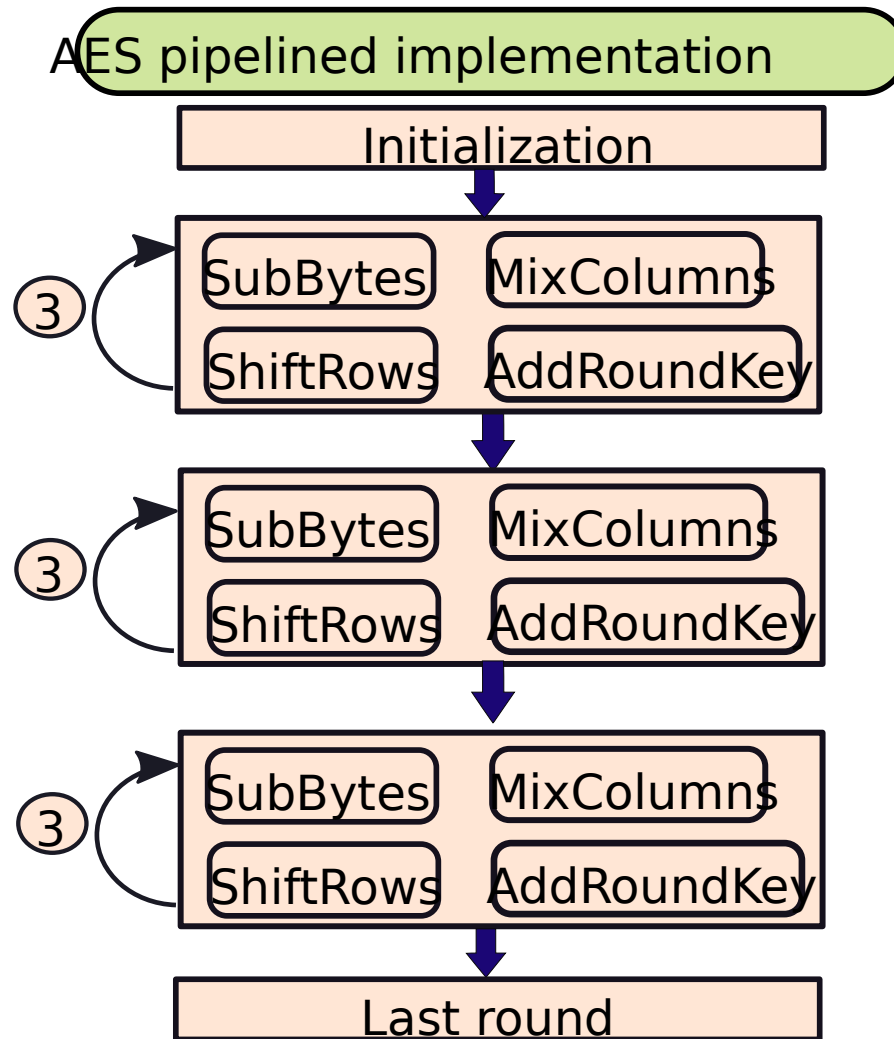 AES pipelined implementation
Initialization
SubBytes MixColumns
3
ShiftRows AddRoundKey
SubBytes MixColumns
3
ShiftRows AddRoundKey
SubBytes MixColumns
3
ShiftRows AddRoundKey
Last round